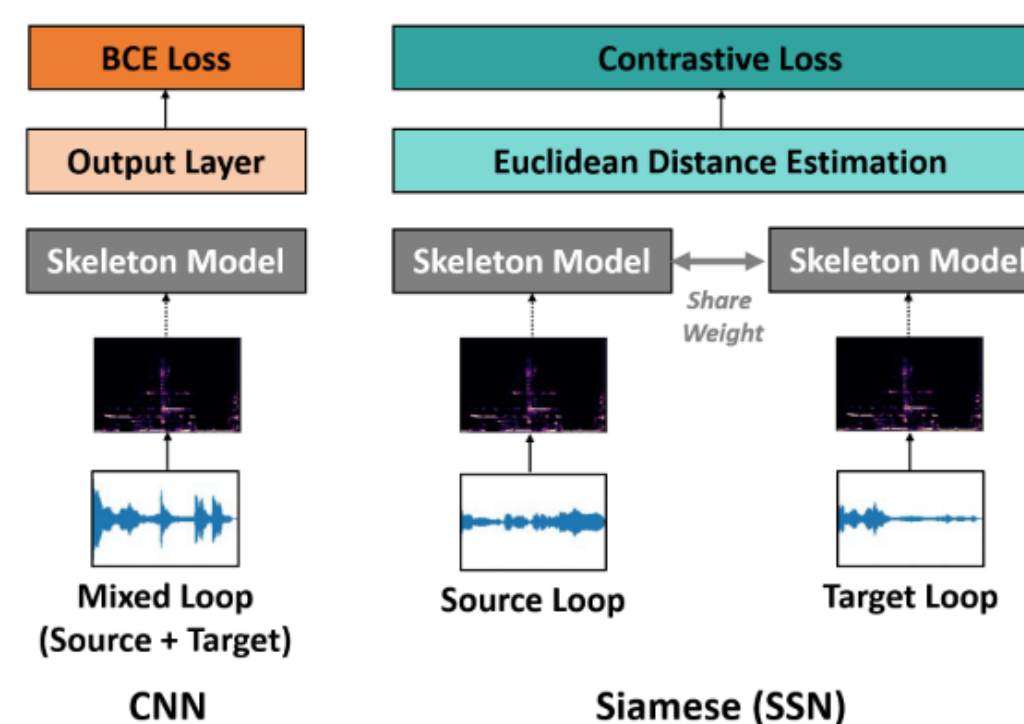 BCE Loss
Output Layer
Skeleton Model
Mixed Loop
(Source + Target)
CNN
Contrastive Loss
Euclidean Distance Estimation
Skeleton Model
Share
Weight
Skeleton Model
Source Loop
Target Loop
Siamese (SSN)